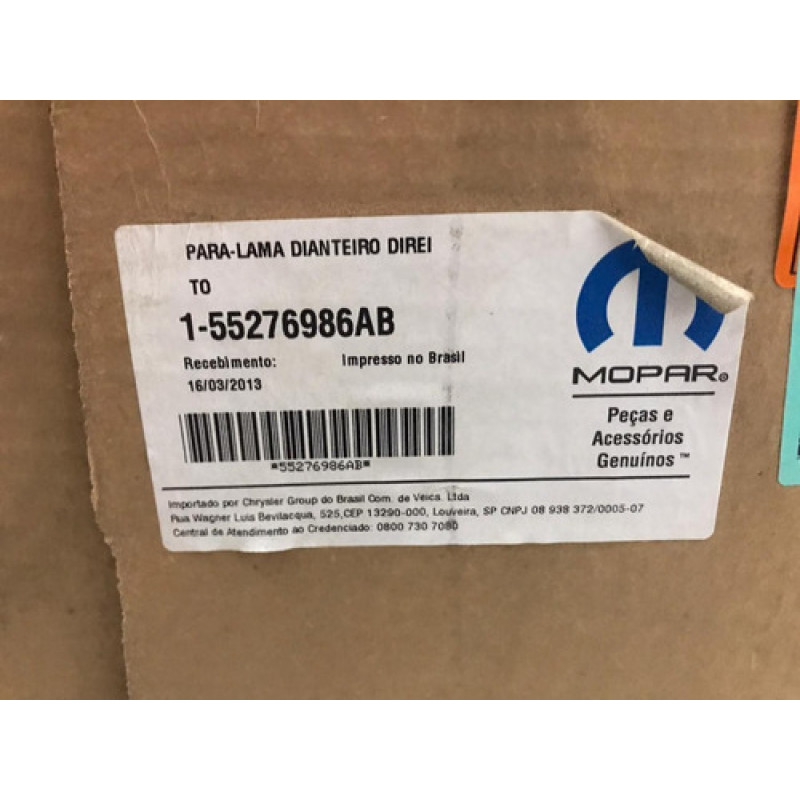 PARA-LAMA DIANTEIRO DIREI
TO
1-55276986AB
Recebimento: Impresso no Brasil
16/03/2013
*55276986AB*
MOPAR®
Peças e
Acessórios
Genuínos™
Importado por Chrysler Group do Brasil Com. de Veics. Ltda
Rua Wagner Luis Bevilacqua, 525,CEP 13290-000, Louveira, SP CNPJ 08 938 372/0005-07
Central de Atendimento ao Credenciado: 0800 730 7080